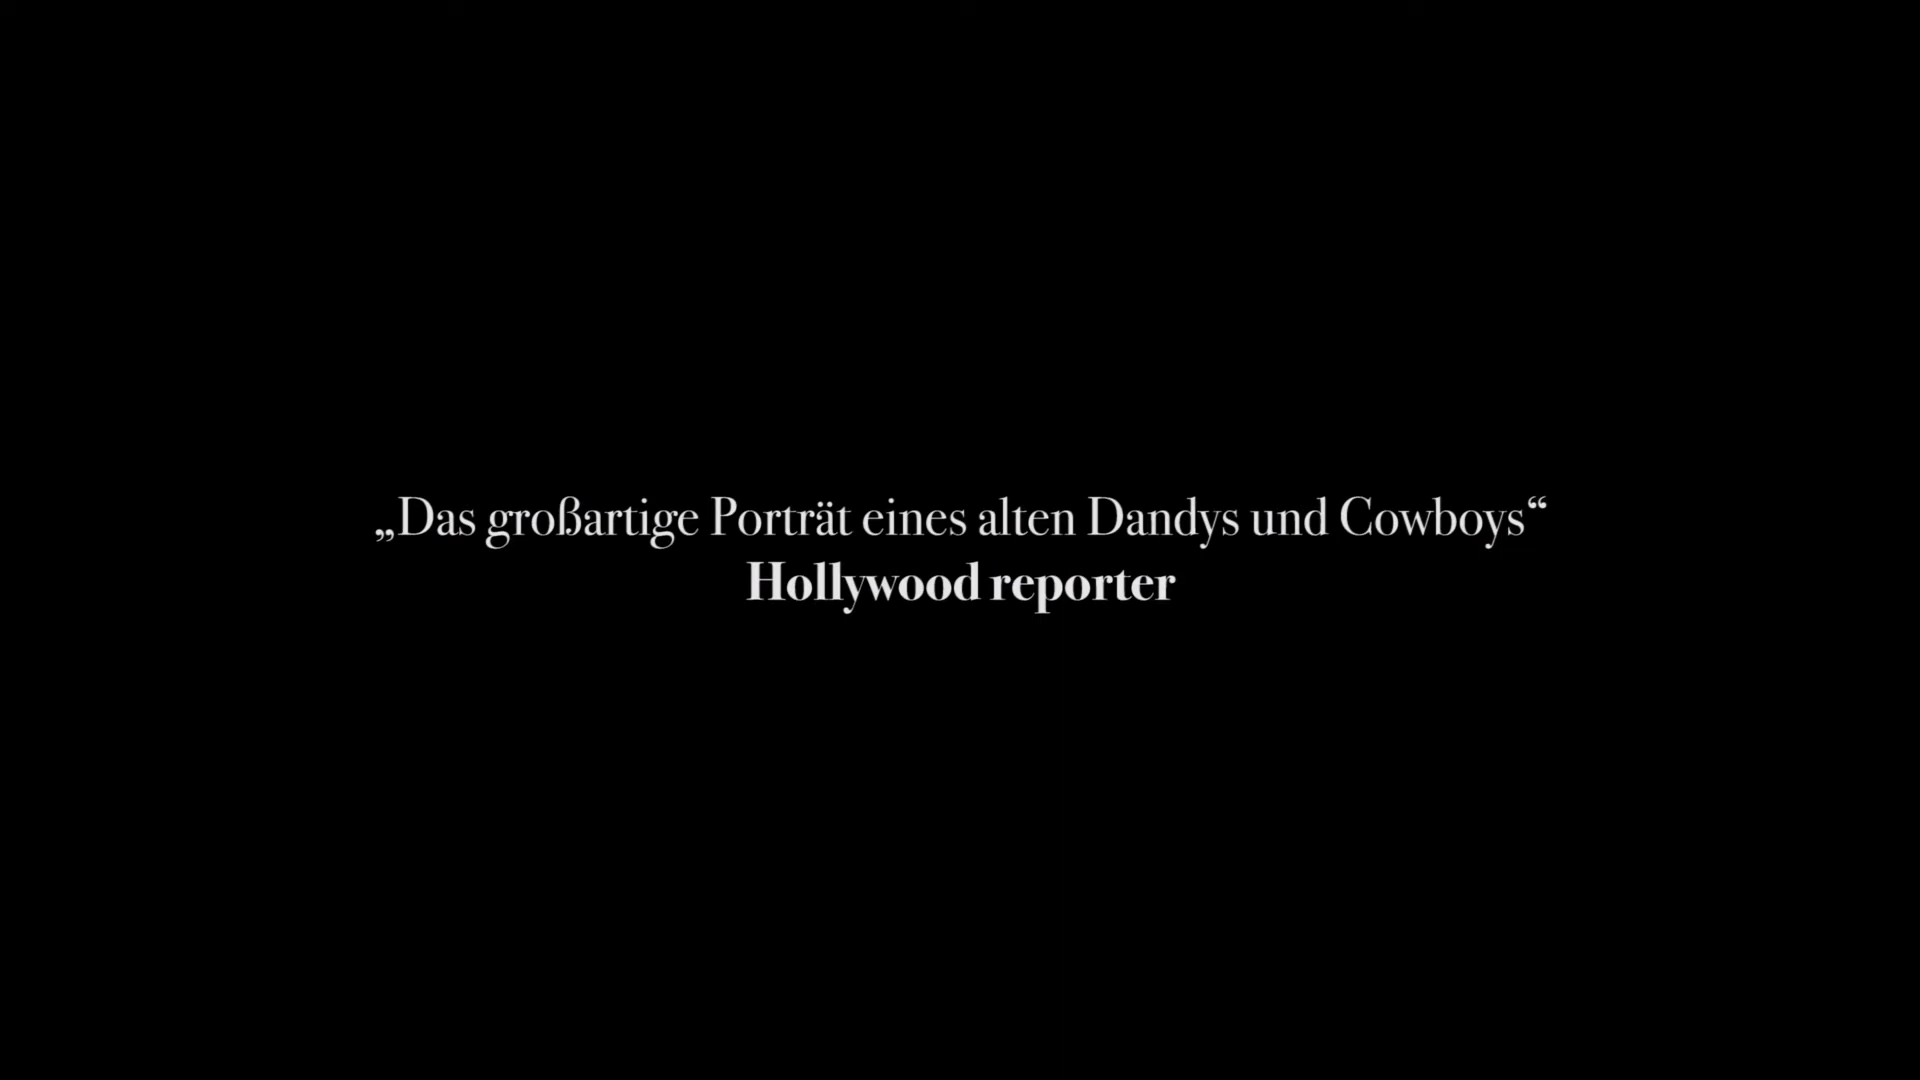 „Das großartige Porträt eines alten Dandys und Cowboys“
Hollywood reporter